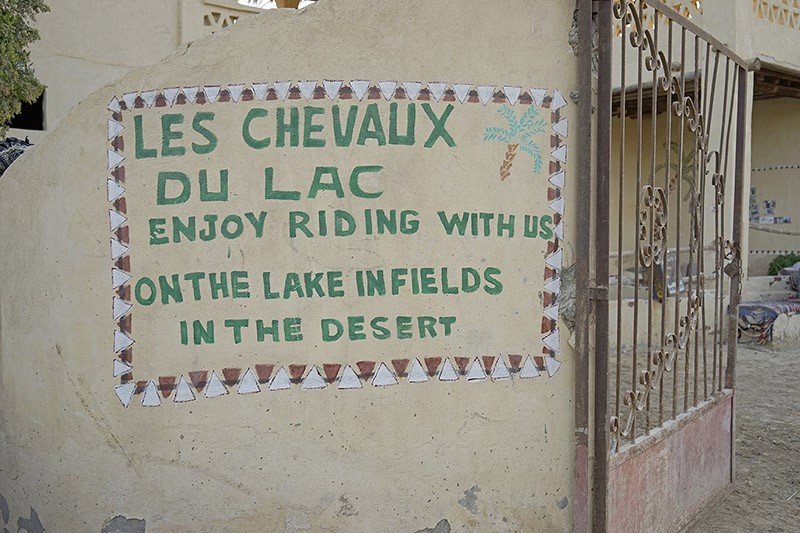 LES CHEVAUX
DU LAC
ENJOY RIDING WITH US
ON THE LAKE IN FIELDS
IN THE DESERT